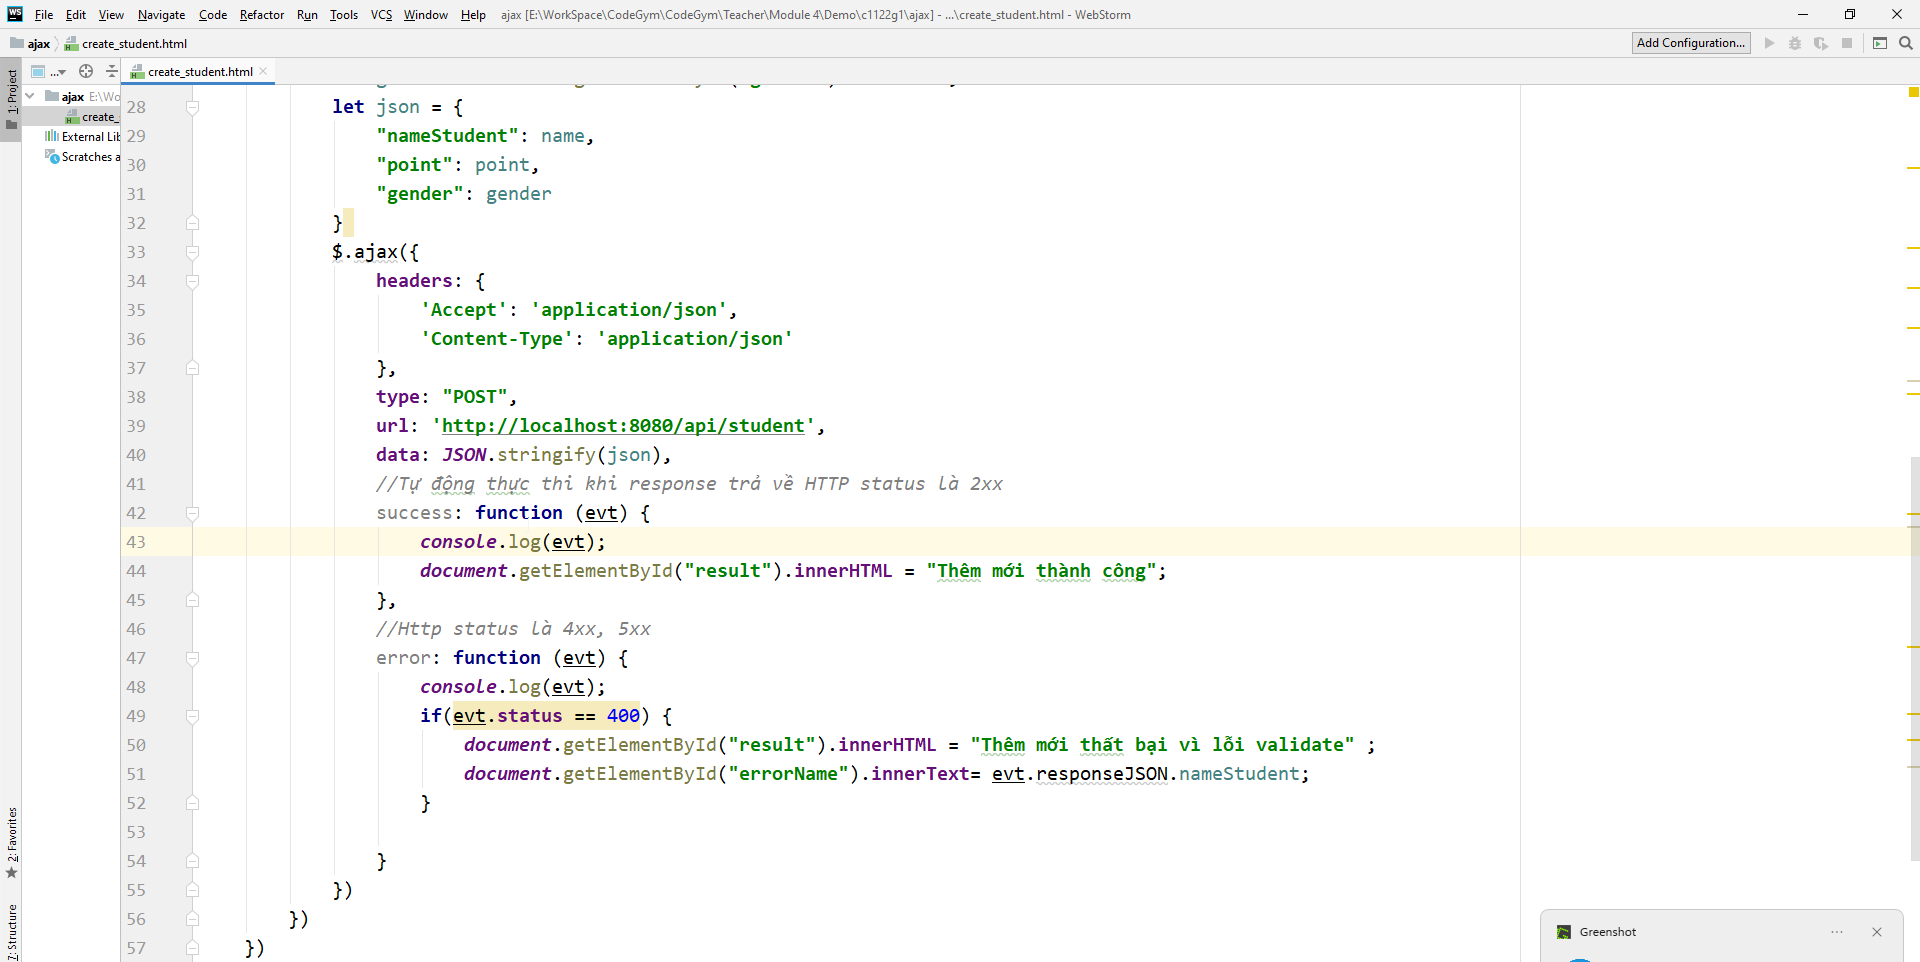 WS File Edit View Navigate Code Refactor Run Tools VCS Window Help ajax [E:\WorkSpace\CodeGym\CodeGym\Teacher\Module 4\Demo\c1122g1\ajax] - ...\create_student.html - WebStorm
ajax create_student.html Add Configuration...
1: Project ... create_student.html
ajax E:\Wo
create_
External Lib
Scratches a
28 let json = {
29 "nameStudent": name,
30 "point": point,
31 "gender": gender
32 }
33 $.ajax({
34 headers: {
35 'Accept': 'application/json',
36 'Content-Type': 'application/json'
37 },
38 type: "POST",
39 url: 'http://localhost:8080/api/student',
40 data: JSON.stringify(json),
41 //Tự động thực thi khi response trả về HTTP status là 2xx
42 success: function (evt) {
43 console.log(evt);
44 document.getElementById("result").innerHTML = "Thêm mới thành công";
45 },
46 //Http status là 4xx, 5xx
47 error: function (evt) {
48 console.log(evt);
49 if(evt.status == 400) {
50 document.getElementById("result").innerHTML = "Thêm mới thất bại vì lỗi validate" ;
51 document.getElementById("errorName").innerText= evt.responseJSON.nameStudent;
52 }
53
54 }
55 })
56 })
57 })
2: Favorites
7: Structure
Greenshot